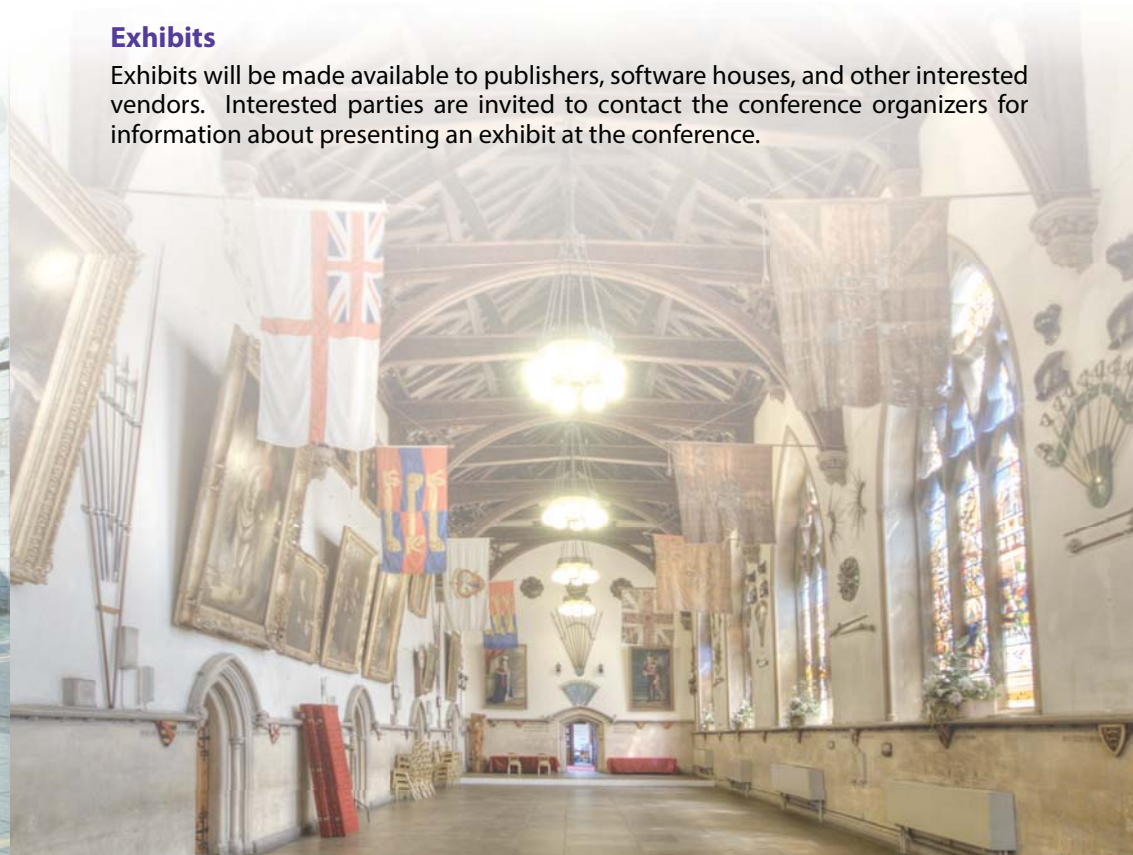 Exhibits
Exhibits will be made available to publishers, software houses, and other interested
vendors.  Interested parties are invited to contact the conference organizers for
information about presenting an exhibit at the conference.